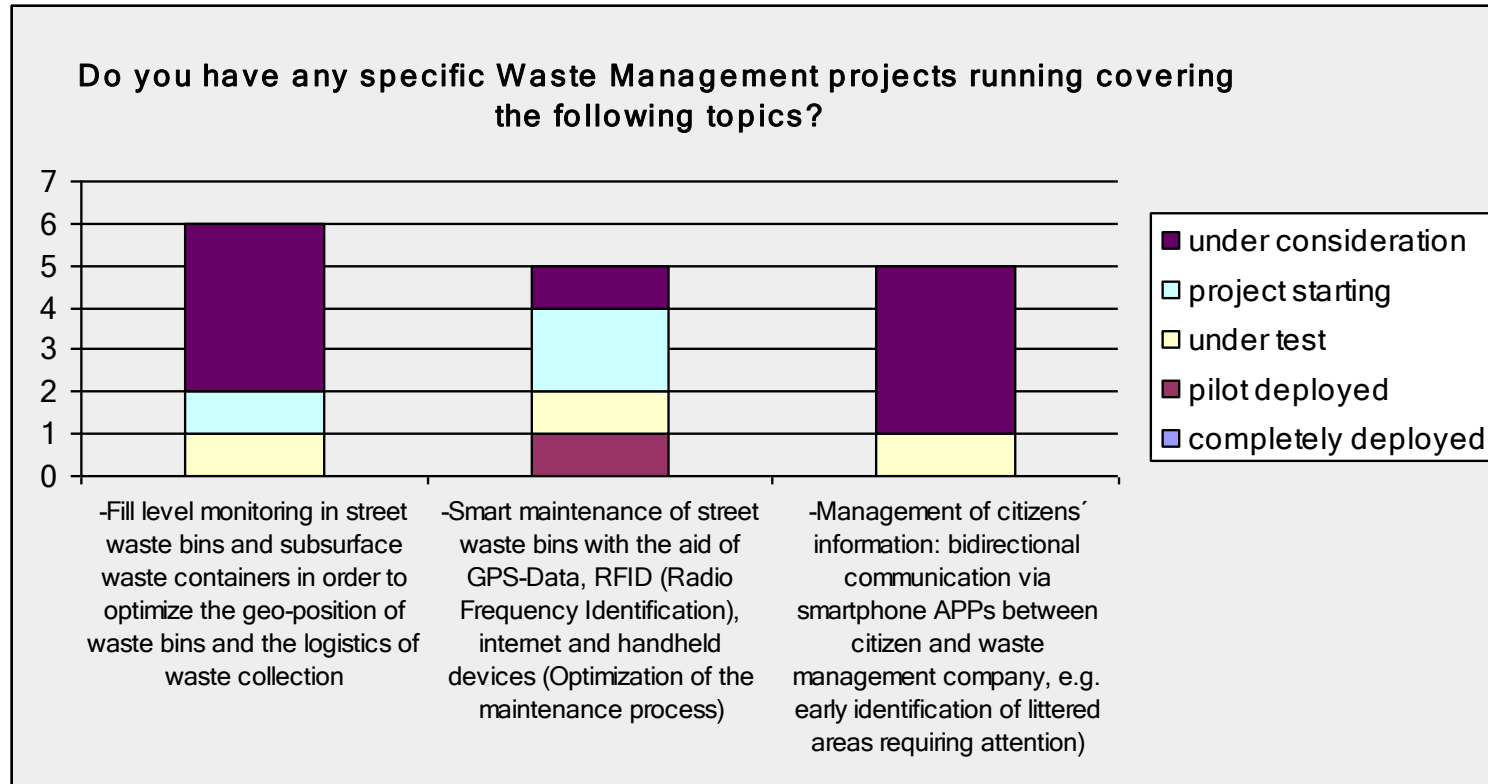 Do you have any specific Waste Management projects running covering
the following topics?
7
6
5
4
3
2
1
0
under consideration
project starting
under test
pilot deployed
completely deployed
-Fill level monitoring in street
waste bins and subsurface
waste containers in order to
optimize the geo-position of
waste bins and the logistics of
waste collection
-Smart maintenance of street
waste bins with the aid of
GPS-Data, RFID (Radio
Frequency Identification),
internet and handheld
devices (Optimization of the
maintenance process)
-Management of citizens´
information: bidirectional
communication via
smartphone APPs between
citizen and waste
management company, e.g.
early identification of littered
areas requiring attention)